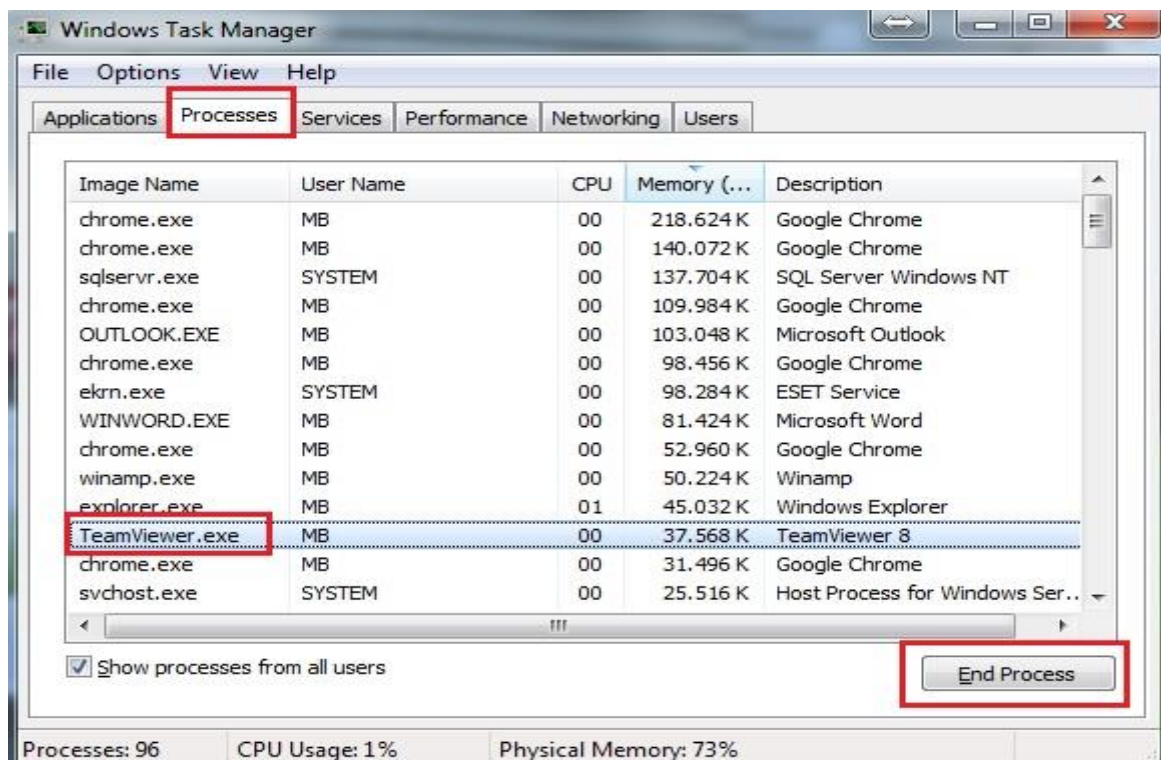 Windows Task Manager
File Options View Help
Applications Processes Services Performance Networking Users
Image Name User Name CPU Memory (... Description
chrome.exe MB 00 218.624 K Google Chrome
chrome.exe MB 00 140.072 K Google Chrome
sqlservr.exe SYSTEM 00 137.704 K SQL Server Windows NT
chrome.exe MB 00 109.984 K Google Chrome
OUTLOOK.EXE MB 00 103.048 K Microsoft Outlook
chrome.exe MB 00 98.456 K Google Chrome
ekrn.exe SYSTEM 00 98.284 K ESET Service
WINWORD.EXE MB 00 81.424 K Microsoft Word
chrome.exe MB 00 52.960 K Google Chrome
winamp.exe MB 00 50.224 K Winamp
explorer.exe MB 01 45.032 K Windows Explorer
TeamViewer.exe MB 00 37.568 K TeamViewer 8
chrome.exe MB 00 31.496 K Google Chrome
svchost.exe SYSTEM 00 25.516 K Host Process for Windows Ser..
Show processes from all users
End Process
Processes: 96 CPU Usage: 1% Physical Memory: 73%